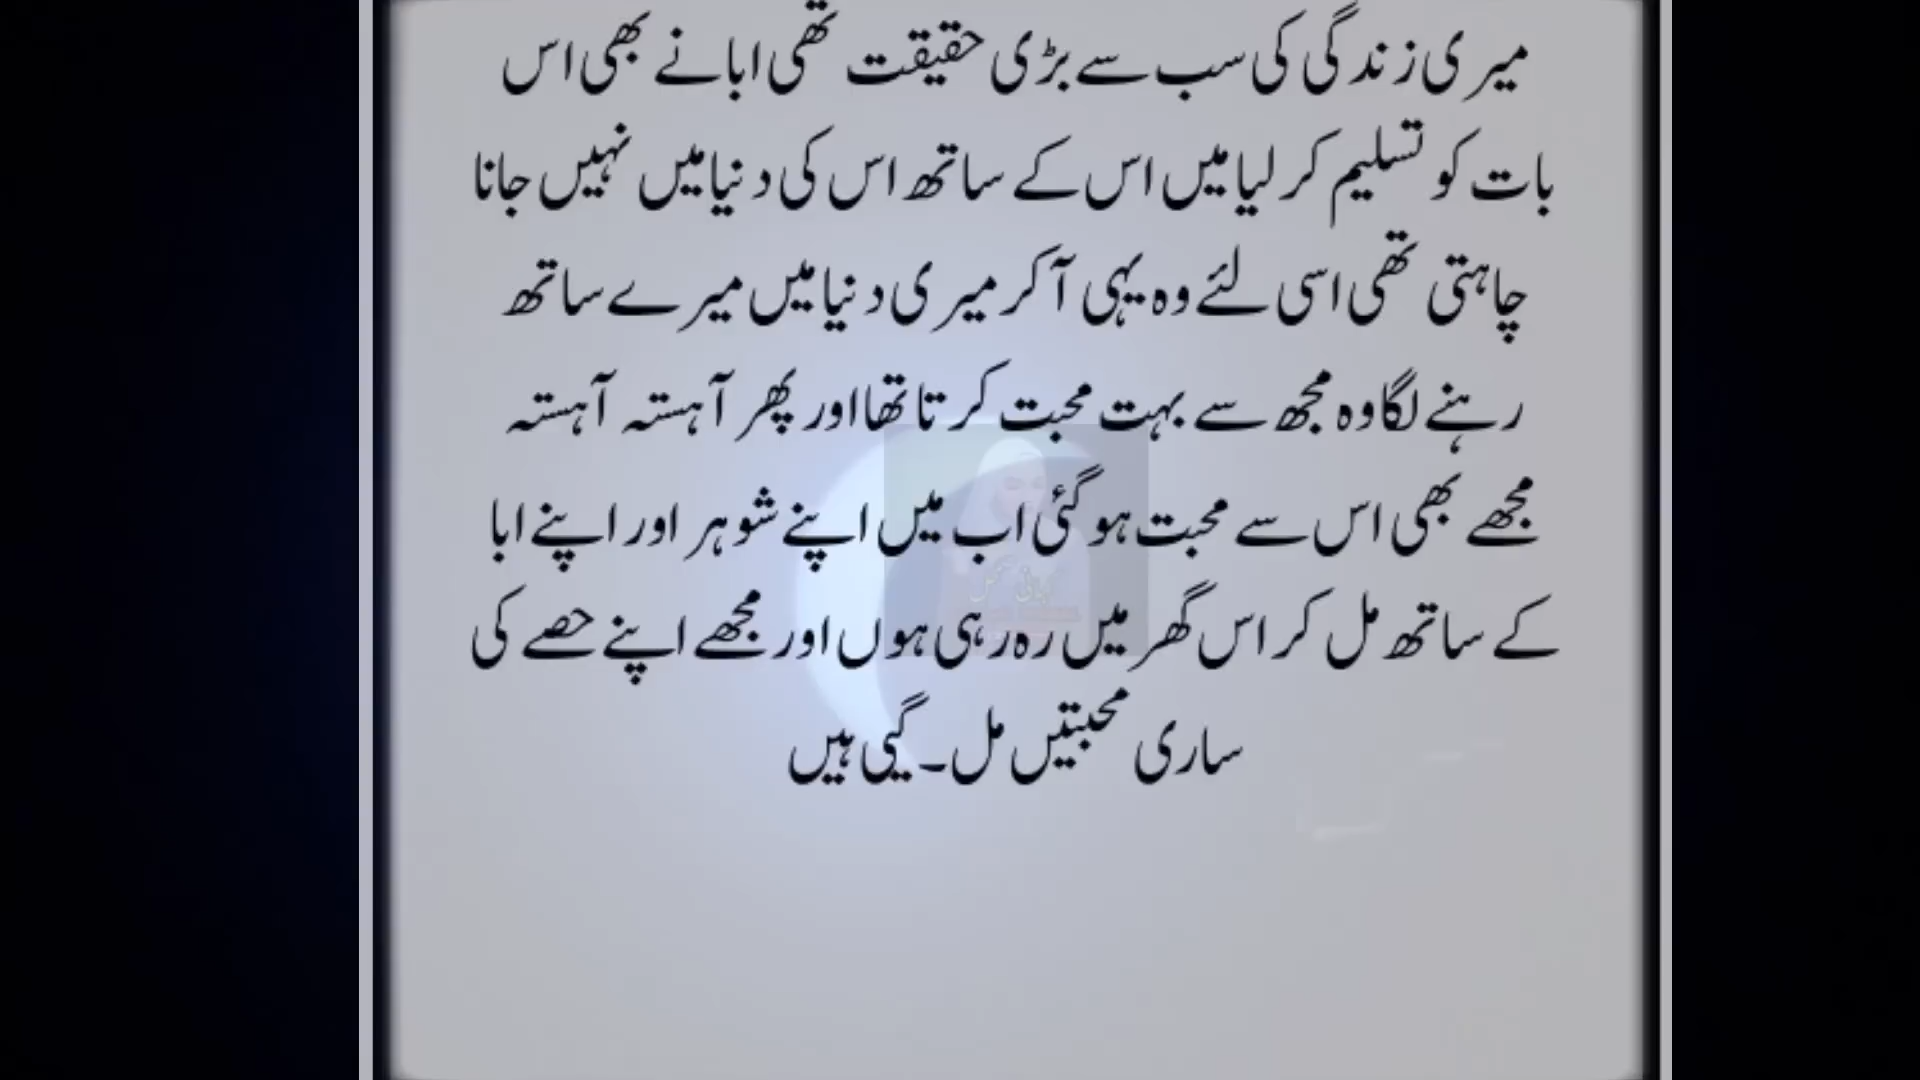 میری زندگی کی سب سے بڑی حقیقت تھی ابا نے بھی اس
بات کو تسلیم کر لیا میں اس کے ساتھ اس کی دنیا میں نہیں جانا
چاہتی تھی اسی لئے وہ یہی آ کر میری دنیا میں میرے ساتھ
رہنے لگا وہ مجھ سے بہت محبت کرتا تھا اور پھر آہستہ آہستہ
مجھے بھی اس سے محبت ہو گئی اب میں اپنے شوہر اور اپنے ابا
کے ساتھ مل کر اس گھر میں رہ رہی ہوں اور مجھے اپنے حصے کی
ساری محبتیں مل۔ گیی ہیں